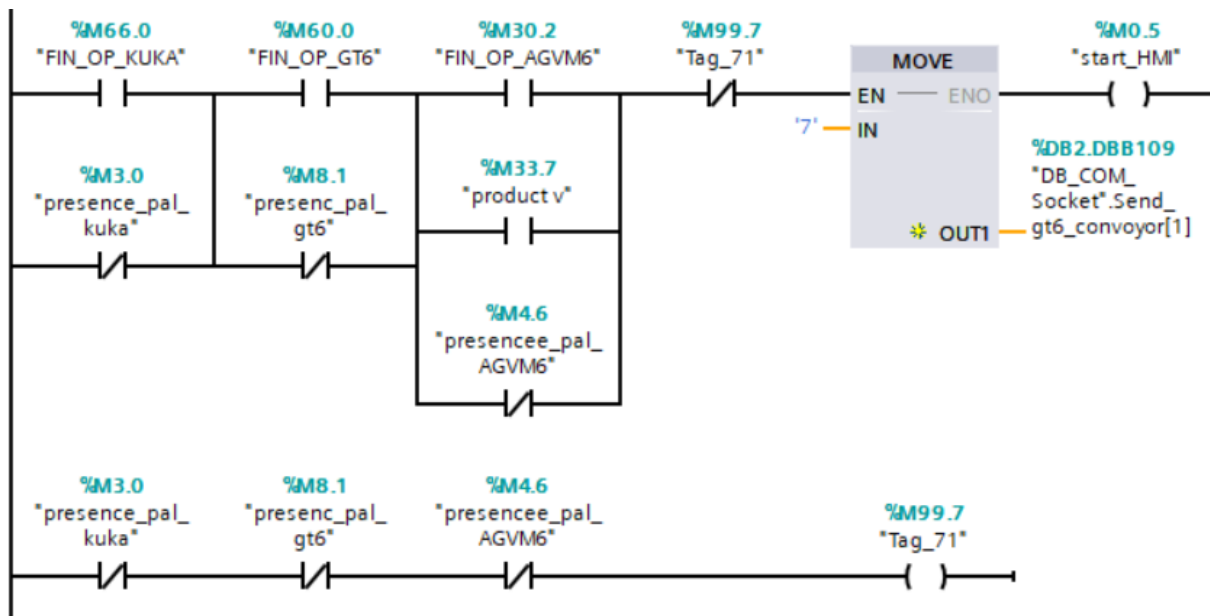 %M66.0
"FIN_OP_KUKA"
%M60.0
"FIN_OP_GT6"
%M30.2
"FIN_OP_AGVM6"
%M99.7
"Tag_71"
MOVE
EN
ENO
'7'
IN
OUT1
%M0.5
"start_HMI"
%DB2.DBB109
"DB_COM_
Socket".Send_
gt6_convoyor[1]
%M3.0
"presence_pal_
kuka"
%M8.1
"presenc_pal_
gt6"
%M33.7
"product v"
%M4.6
"presencee_pal_
AGVM6"
%M3.0
"presence_pal_
kuka"
%M8.1
"presenc_pal_
gt6"
%M4.6
"presencee_pal_
AGVM6"
%M99.7
"Tag_71"